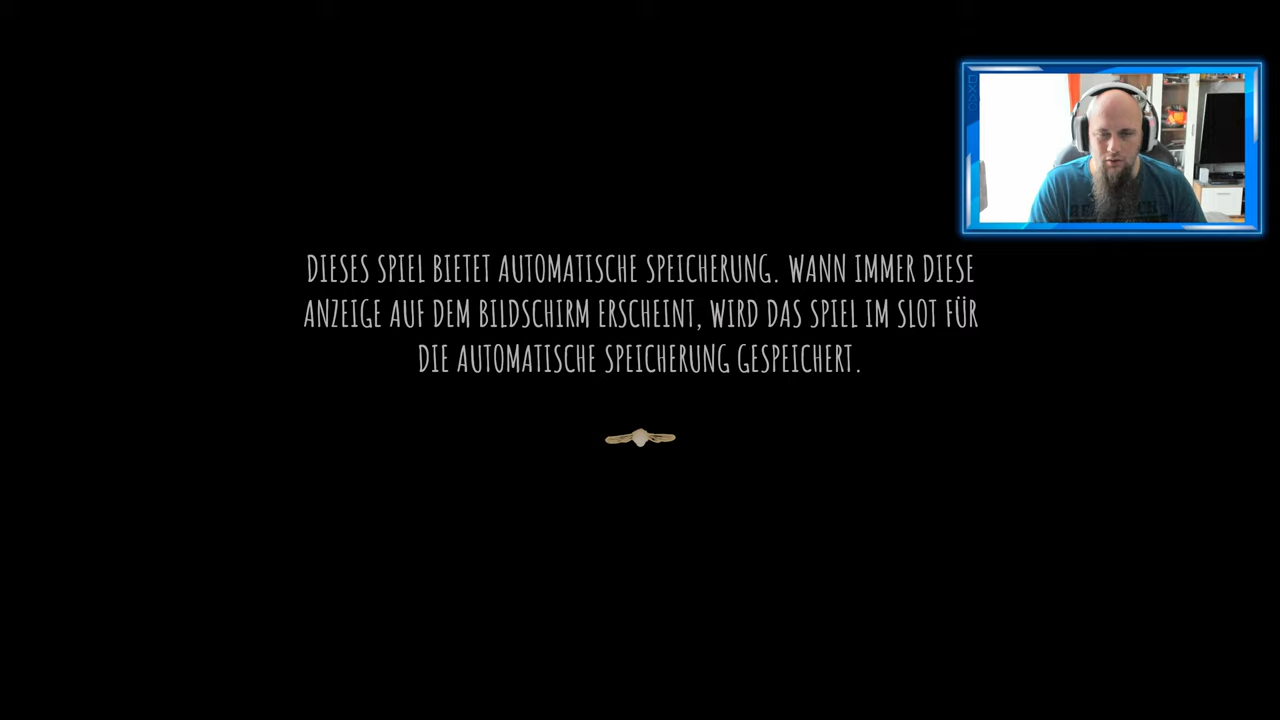 DIESES SPIEL BIETET AUTOMATISCHE SPEICHERUNG. WANN IMMER DIESE
ANZEIGE AUF DEM BILDSCHIRM ERSCHEINT, WIRD DAS SPIEL IM SLOT FÜR
DIE AUTOMATISCHE SPEICHERUNG GESPEICHERT.